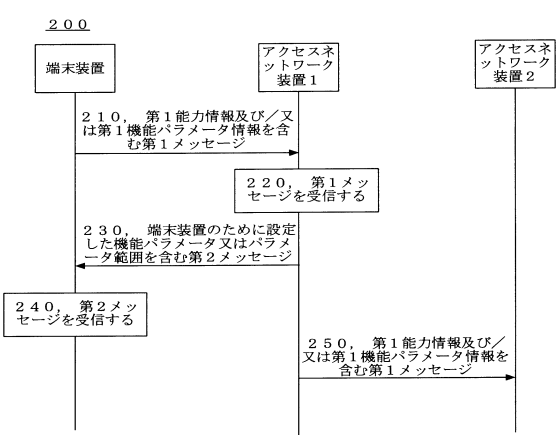 ２００
端末装置
アクセスネ
ットワーク
装置１
アクセスネ
ットワーク
装置２
２１０，　第１能力情報及び／又
は第１機能パラメータ情報を含
む第１メッセージ
２２０，　第１メッ
セージを受信する
２３０，　端末装置のために設定
した機能パラメータ又はパラメ
ータ範囲を含む第２メッセージ
２４０，　第２メッ
セージを受信する
２５０，　第１能力情報及び／
又は第１機能パラメータ情報を
含む第１メッセージ